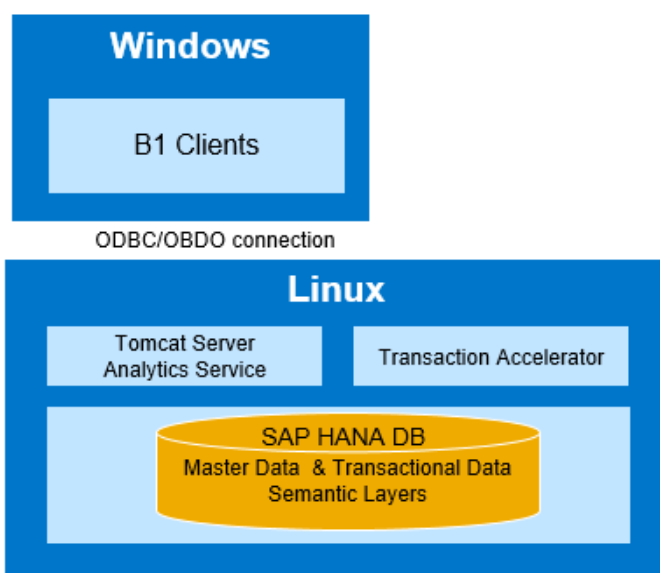 Windows
B1 Clients
ODBC/OBDO connection
Linux
Tomcat Server
Analytics Service
Transaction Accelerator
SAP HANA DB
Master Data & Transactional Data
Semantic Layers